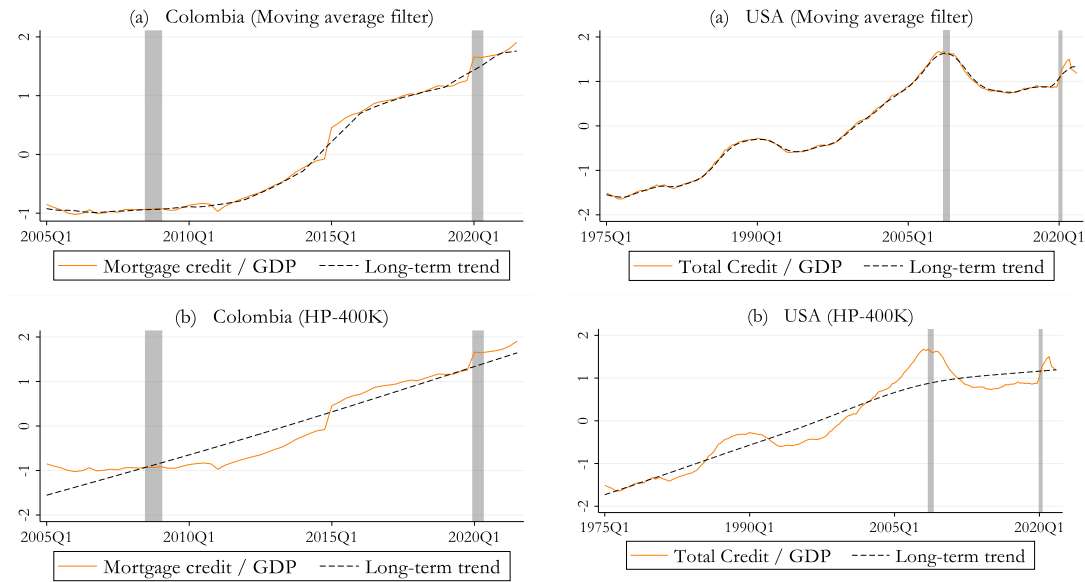 (a) Colombia (Moving average filter)
2
1
0
-1
2005Q1 2010Q1 2015Q1 2020Q1
Mortgage credit / GDP Long-term trend
(a) USA (Moving average filter)
2
1
0
-1
-2
1975Q1 1990Q1 2005Q1 2020Q1
Total Credit / GDP Long-term trend
(b) Colombia (HP-400K)
2
1
0
-1
-2
2005Q1 2010Q1 2015Q1 2020Q1
Mortgage credit / GDP Long-term trend
(b) USA (HP-400K)
2
1
0
-1
-2
1975Q1 1990Q1 2005Q1 2020Q1
Total Credit / GDP Long-term trend